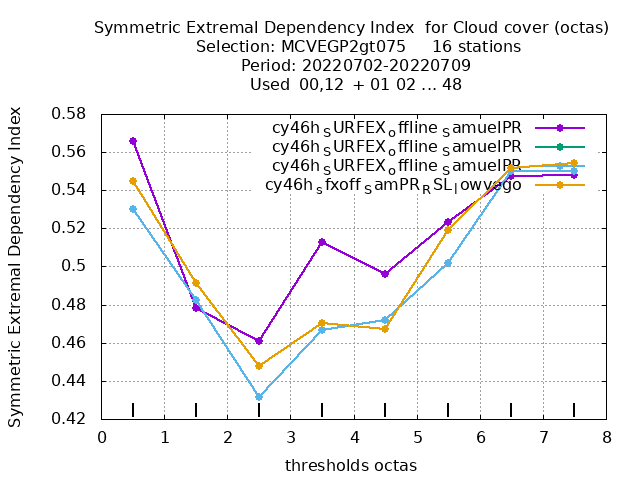 Symmetric Extremal Dependency Index  for Cloud cover (octas)
Selection: MCVEGP2gt075     16 stations
Period: 20220702-20220709
Used  00,12  + 01 02 ... 48
Symmetric Extremal Dependency Index
0.58
0.56
0.54
0.52
0.5
0.48
0.46
0.44
0.42
cy46h_SURFEX_offline_SamuelPR
cy46h_SURFEX_offline_SamuelPR
cy46h_SURFEX_offline_SamuelPR
cy46h_sfxoff_SamPR_RSL_lowvego
0 1 2 3 4 5 6 7 8
thresholds octas